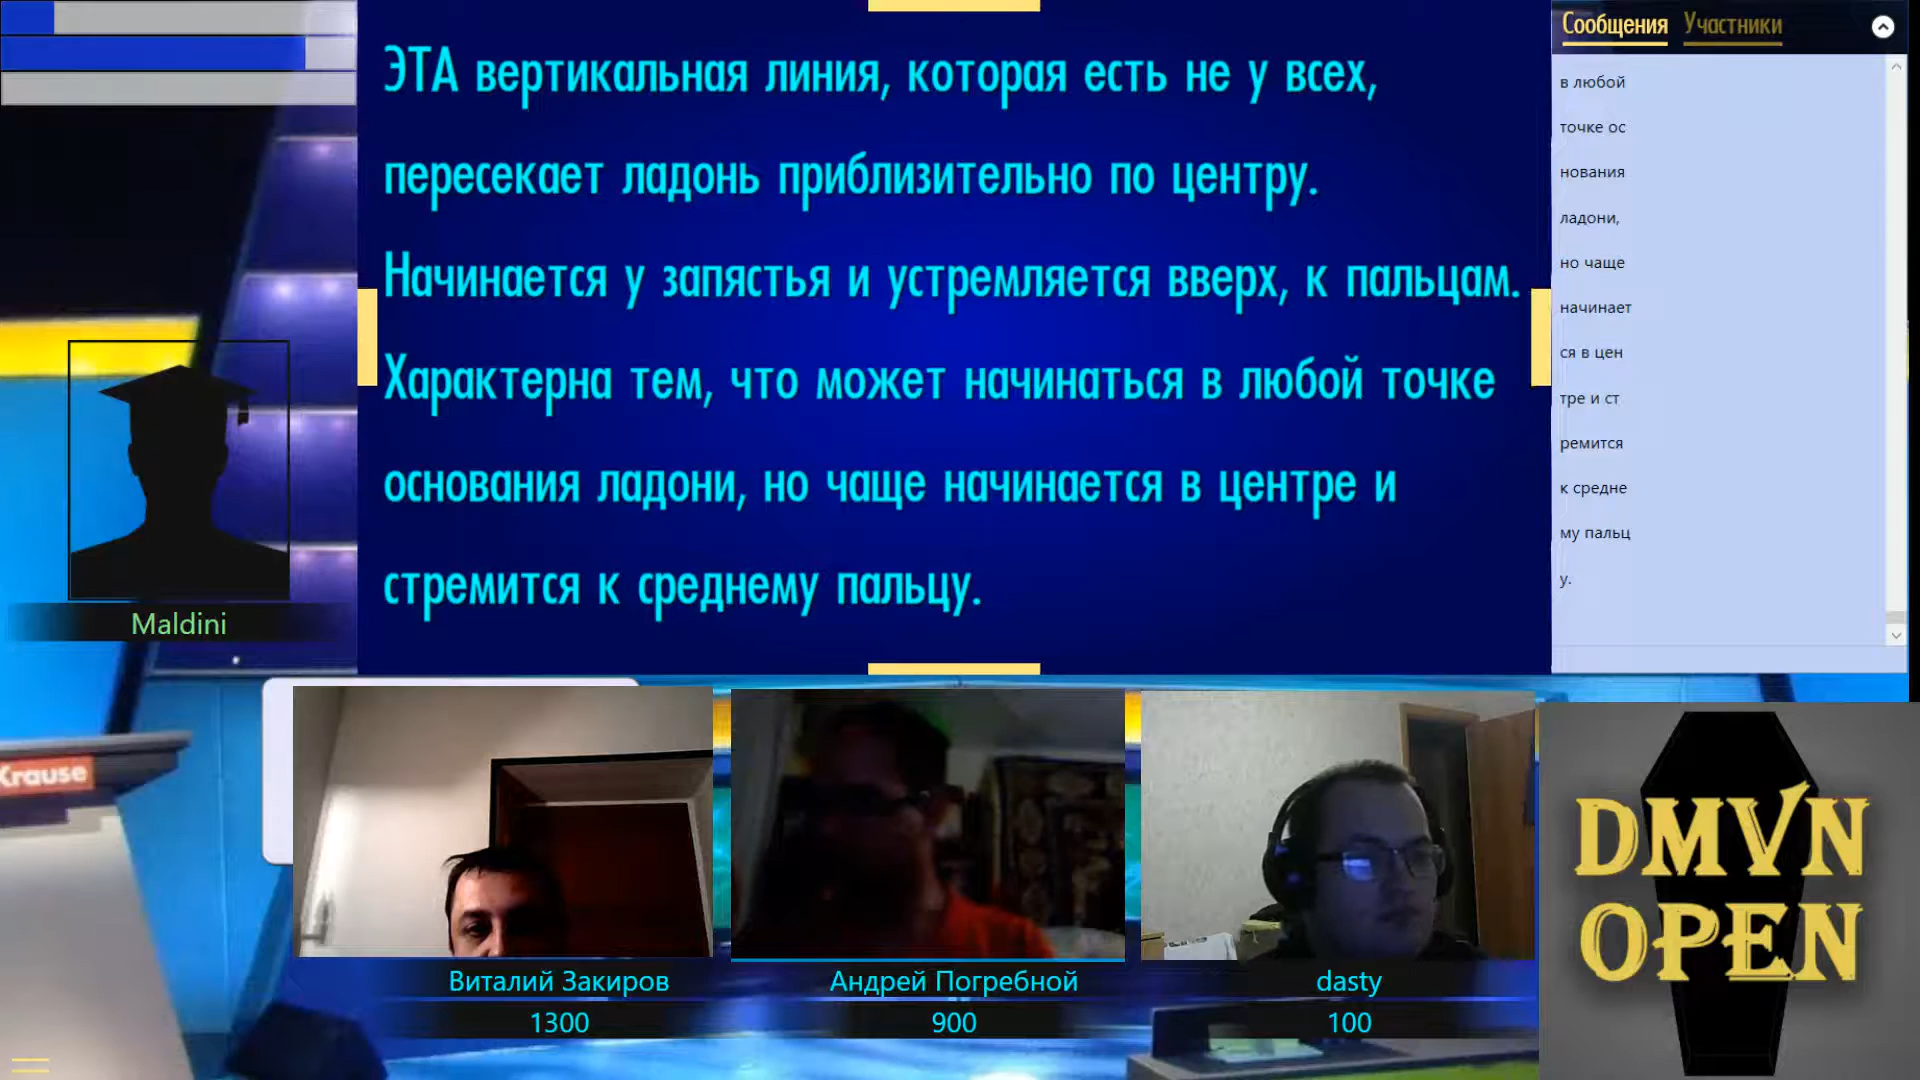 ЭТА вертикальная линия, которая есть не у всех,
пересекает ладонь приблизительно по центру.
Начинается у запястья и устремляется вверх, к пальцам.
Характерна тем, что может начинаться в любой точке
основания ладони, но чаще начинается в центре и
стремится к среднему пальцу.
Сообщения Участники
в любой
точке ос
нования
ладони,
но чаще
начинает
ся в цен
тре и ст
ремится
к средне
му пальц
у.
Maldini
Krause
Виталий Закиров
1300
Андрей Погребной
900
dasty
100
DMVN
OPEN